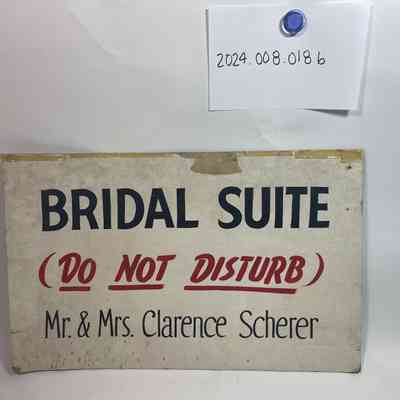 2024.008.018b
BRIDAL SUITE
(DO NOT DISTURB)
Mr. & Mrs. Clarence Scherer